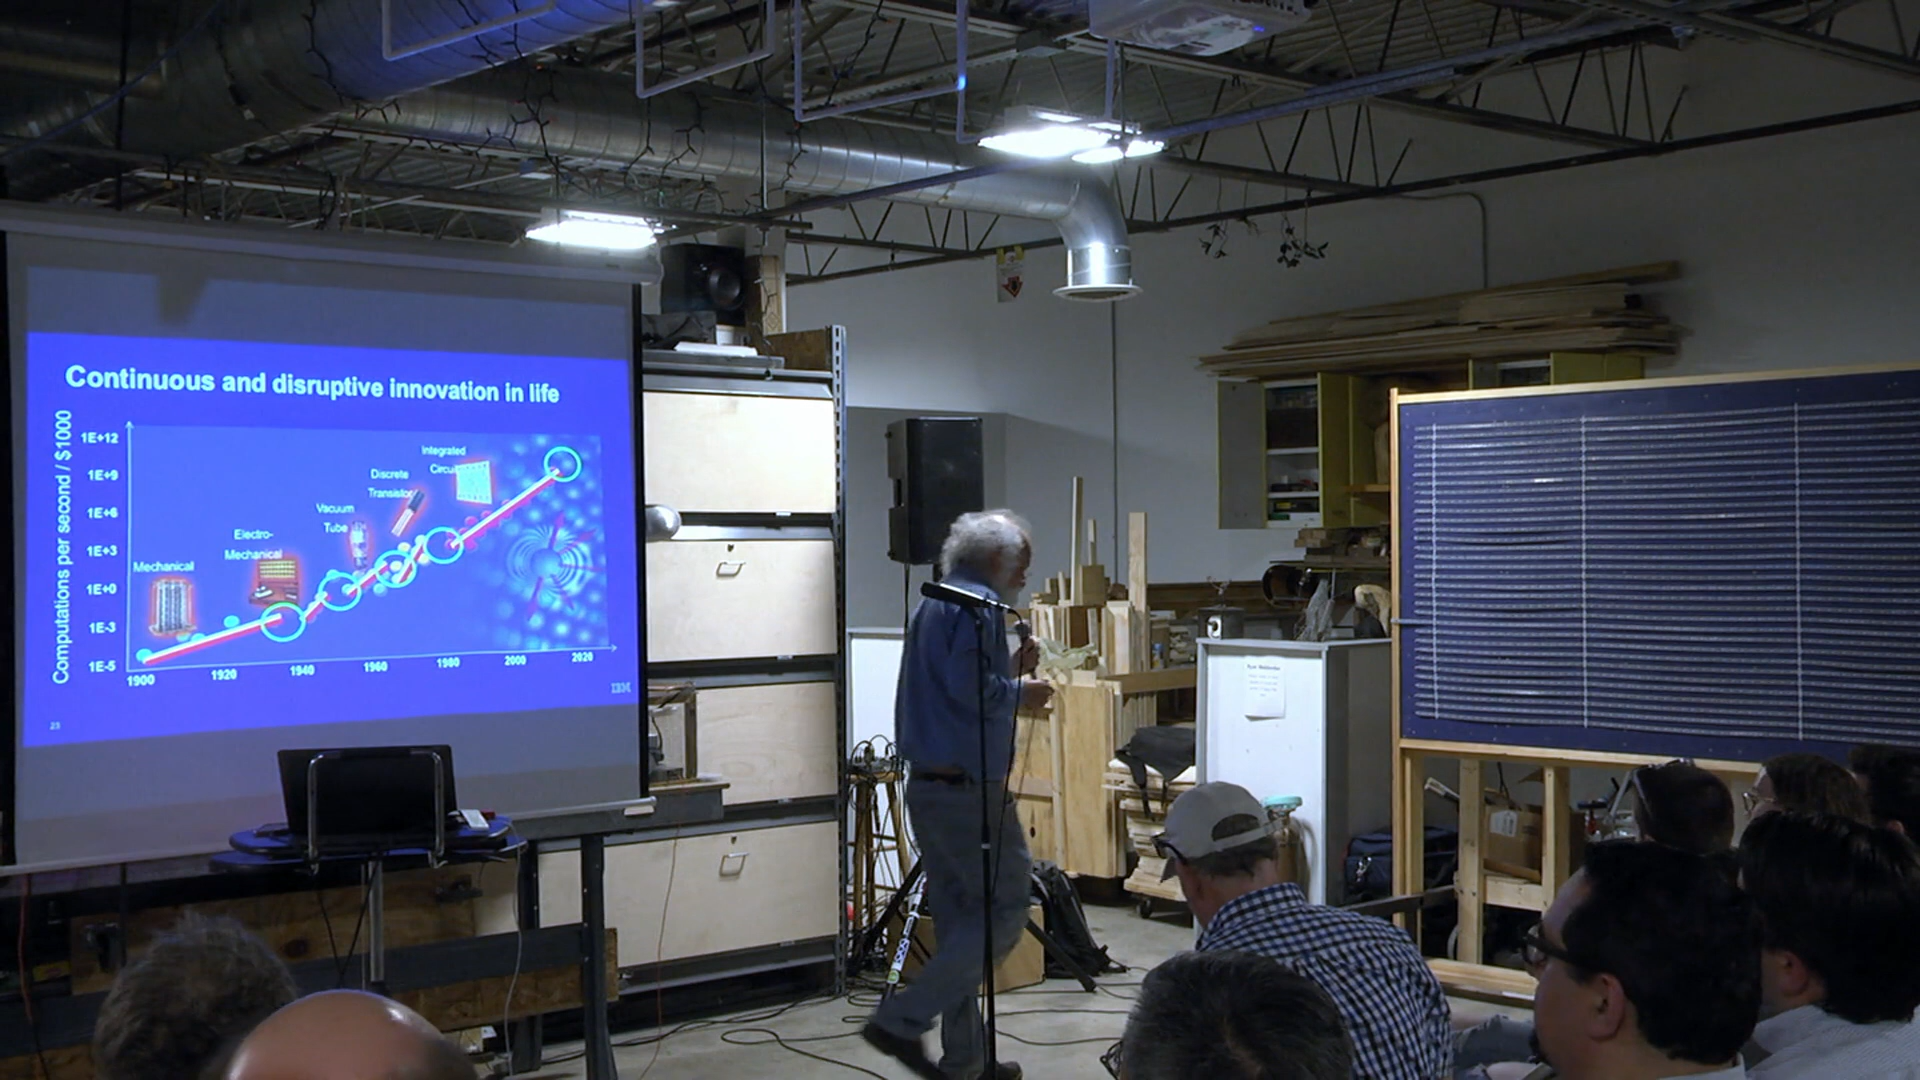 Continuous and disruptive innovation in life
Computations per second / $1000
1E+12
1E+9
1E+6
1E+3
1E+0
1E-3
1E-5
Mechanical
Electro-
Mechanical
Vacuum
Tube
Discrete
Transistor
Integrated
1900
1920
1940
1960
1980
2000
2020
IBM